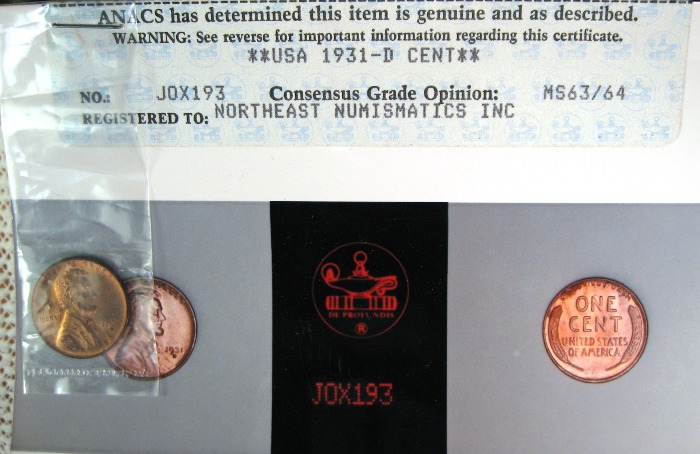 ANACS has determined this item is genuine and as described.
WARNING: See reverse for important information regarding this certificate.
**USA 1931-D CENT**
NO.: JOX193 Consensus Grade Opinion: MS63/64
REGISTERED TO: NORTHEAST NUMISMATICS INC
1931
D
DE PROFUNDIS
®
JOX193
ONE
CENT
UNITED STATES
OF AMERICA